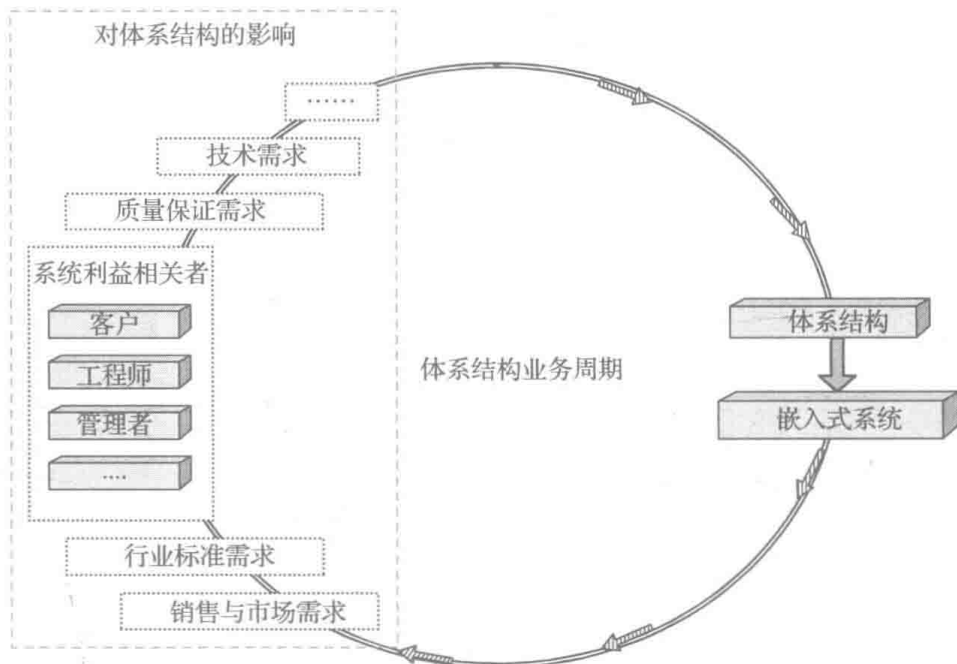 对体系结构的影响
……
技术需求
质量保证需求
系统利益相关者
客户
工程师
管理者
....
行业标准需求
销售与市场需求
体系结构业务周期
体系结构
嵌入式系统